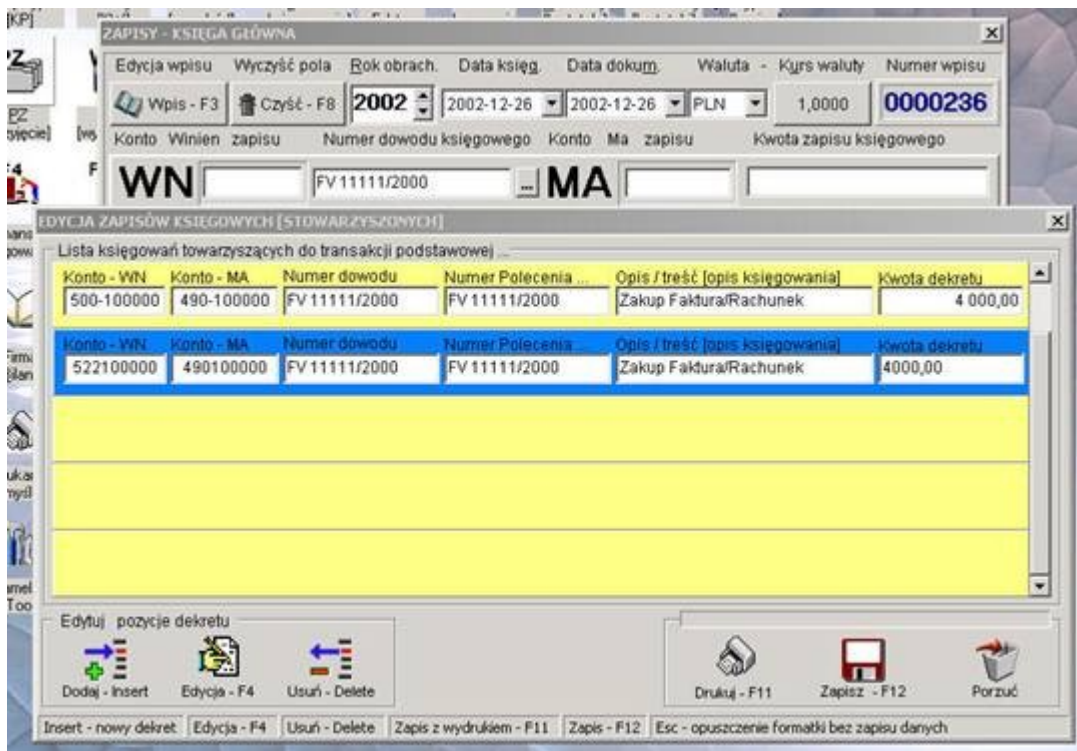 [KP]
ZAPISY - KSIĘGA GŁÓWNA
Edycja wpisu Wyczyść pola Rok obrach. Data księg. Data dokum. Waluta - Kurs waluty Numer wpisu
Wpis - F3 Czyść - F8 2002 2002-12-26 2002-12-26 PLN 1,0000 0000236
PZ
Konto Winien zapisu Numer dowodu księgowego Konto Ma zapisu Kwota zapisu księgowego
WN FV 11111/2000 ... MA
EDYCJA ZAPISÓW KSIĘGOWYCH [STOWARZYSZONYCH]
Lista księgowań towarzyszących do transakcji podstawowej ...
Konto - WN Konto - MA Numer dowodu Numer Polecenia ... Opis / treść [opis księgowania] Kwota dekretu
500-100000 490-100000 FV 11111/2000 FV 11111/2000 Zakup Faktura/Rachunek 4 000,00
Konto - WN Konto - MA Numer dowodu Numer Polecenia ... Opis / treść [opis księgowania] Kwota dekretu
522100000 490100000 FV 11111/2000 FV 11111/2000 Zakup Faktura/Rachunek 4000,00
Edytuj pozycje dekretu
Dodaj - Insert Edycja - F4 Usuń - Delete Drukuj - F11 Zapisz - F12 Porzuć
Insert - nowy dekret Edycja - F4 Usuń - Delete Zapis z wydrukiem - F11 Zapis - F12 Esc - opuszczenie formatki bez zapisu danych